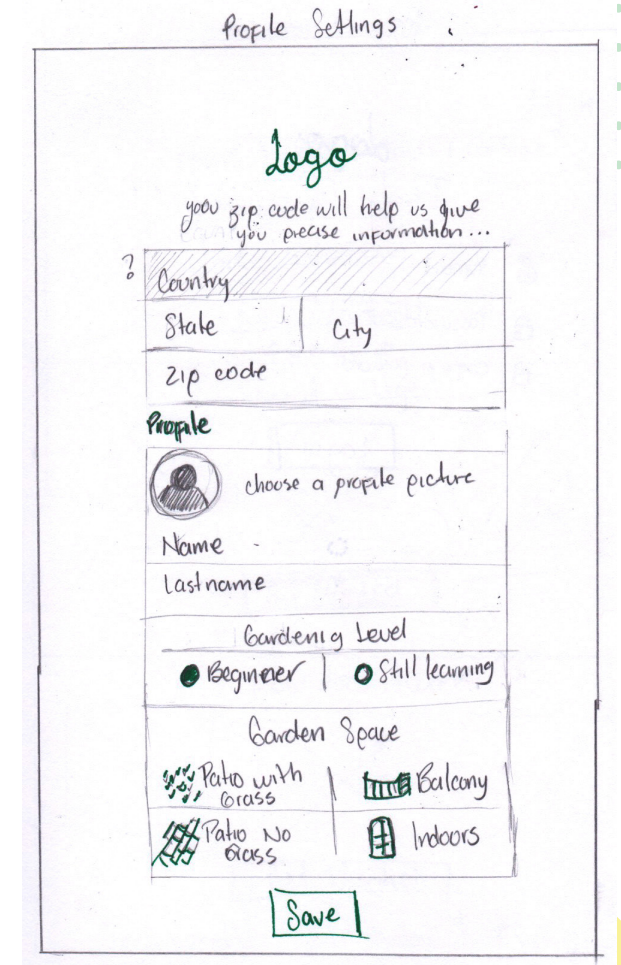 Profile Settings
Logo
your zip code will help us give
you precise information...
?
Country
State City
Zip code
Profile
choose a profile picture
Name
Lastname
Gardenig Level
Beginner Still learning
Garden Space
Patio with Balcony
Grass
Patio No Indoors
Grass
Save